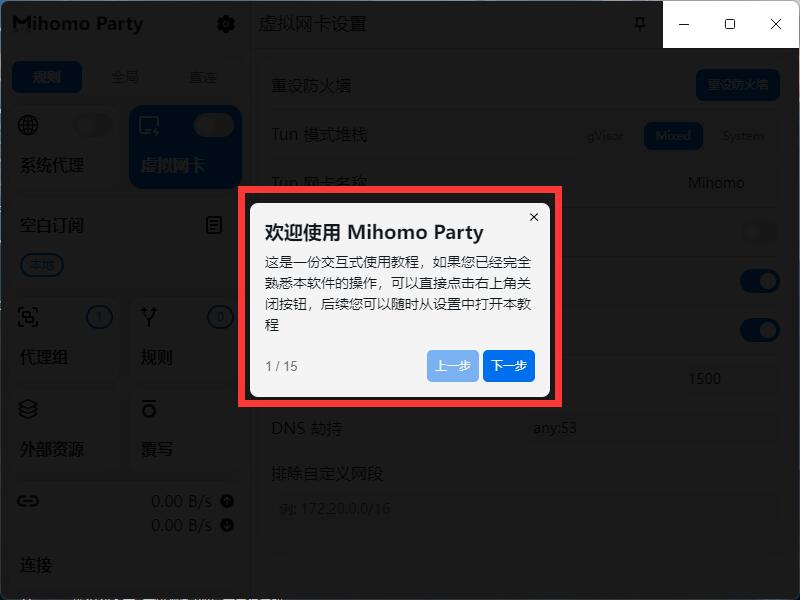 Mihomo Party
虚拟网卡设置
规则
全局
直连
重设防火墙
重设防火墙
Tun 模式堆栈
gVisor
Mixed
System
系统代理
虚拟网卡
Tun 网卡名称
Mihomo
空白订阅
本地
欢迎使用 Mihomo Party
这是一份交互式使用教程，如果您已经完全
熟悉本软件的操作，可以直接点击右上角关
闭按钮，后续您可以随时从设置中打开本教
程
1 / 15
上一步
下一步
1
0
代理组
规则
1500
外部资源
覆写
DNS 劫持
any:53
排除自定义网段
例: 172.20.0.0/16
0.00 B/s
0.00 B/s
连接